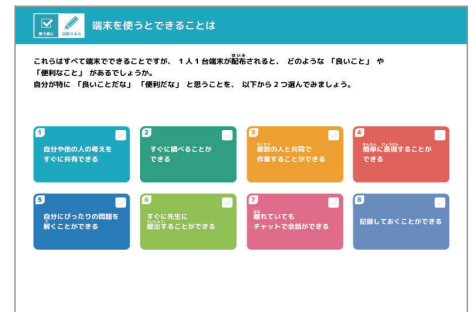 端末を使うとできることは
これらはすべて端末でできることですが、1人1台端末が配布されると、どのような「良いこと」や
「便利なこと」があるでしょうか。
自分が特に「良いことだな」「便利だな」と思うことを、以下から2つ選んでみましょう。
1
自分や他の人の考えを
すぐに共有できる
2
すぐに調べることが
できる
3
複数の人と共同で
作業することができる
4
簡単に表現することが
できる
5
自分にぴったりの問題を
解くことができる
6
すぐに先生に
提出することができる
7
離れていても
チャットで会話ができる
8
記録しておくことができる